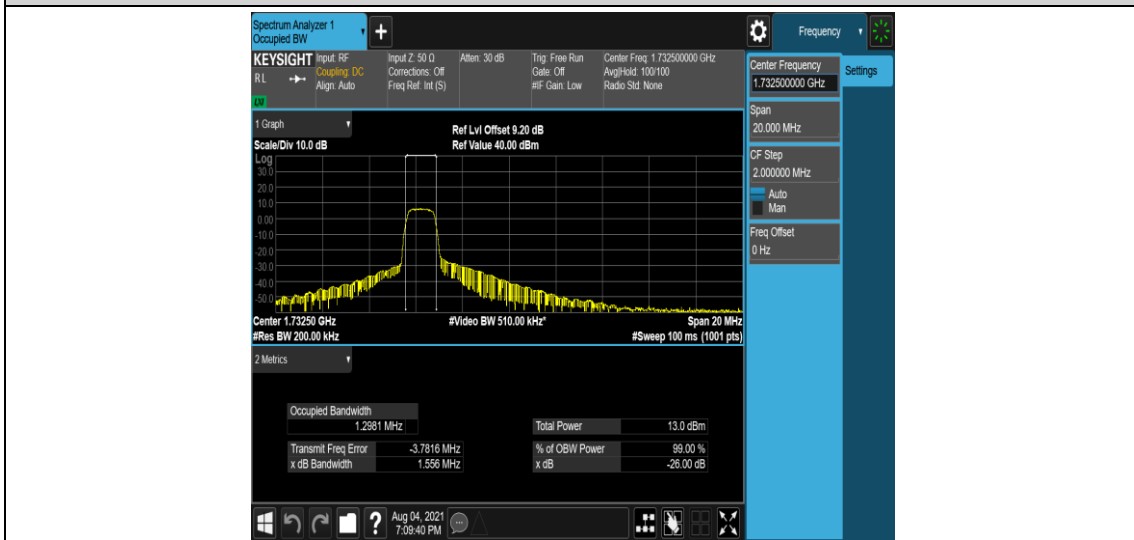 Spectrum Analyzer 1
Occupied BW
+
Frequency
KEYSIGHT
RL
LXI
Input: RF
Coupling: DC
Align: Auto
Input Z: 50 Ω
Corrections: Off
Freq Ref: Int (S)
Atten: 30 dB
Trig: Free Run
Gate: Off
#IF Gain: Low
Center Freq: 1.732500000 GHz
Avg|Hold: 100/100
Radio Std: None
Center Frequency
1.732500000 GHz
Settings
Span
20.000 MHz
CF Step
2.000000 MHz
Auto
Man
Freq Offset
0 Hz
1 Graph
Ref Lvl Offset 9.20 dB
Scale/Div 10.0 dB
Ref Value 40.00 dBm
Log
30.0
20.0
10.0
0.00
-10.0
-20.0
-30.0
-40.0
-50.0
Center 1.73250 GHz
#Video BW 510.00 kHz*
Span 20 MHz
#Res BW 200.00 kHz
#Sweep 100 ms (1001 pts)
2 Metrics
Occupied Bandwidth
1.2981 MHz
Total Power 13.0 dBm
Transmit Freq Error -3.7816 MHz
% of OBW Power 99.00 %
x dB Bandwidth 1.556 MHz
x dB -26.00 dB
?
Aug 04, 2021
7:09:40 PM